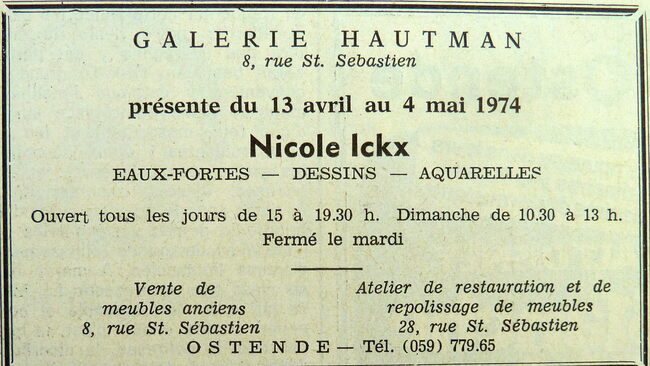 GALERIE HAUTMAN
8, rue St. Sebastien
présente du 13 avril au 4 mai 1974
Nicole Ickx
EAUX-FORTES — DESSINS — AQUARELLES
Ouvert tous les jours de 15 à 19.30 h. Dimanche de 10.30 à 13 h.
Fermé le mardi
Vente de
meubles anciens
8, rue St. Sébastien
Atelier de restauration et de
repolissage de meubles
28, rue St. Sébastien
OSTENDE — Tél. (059) 779.65